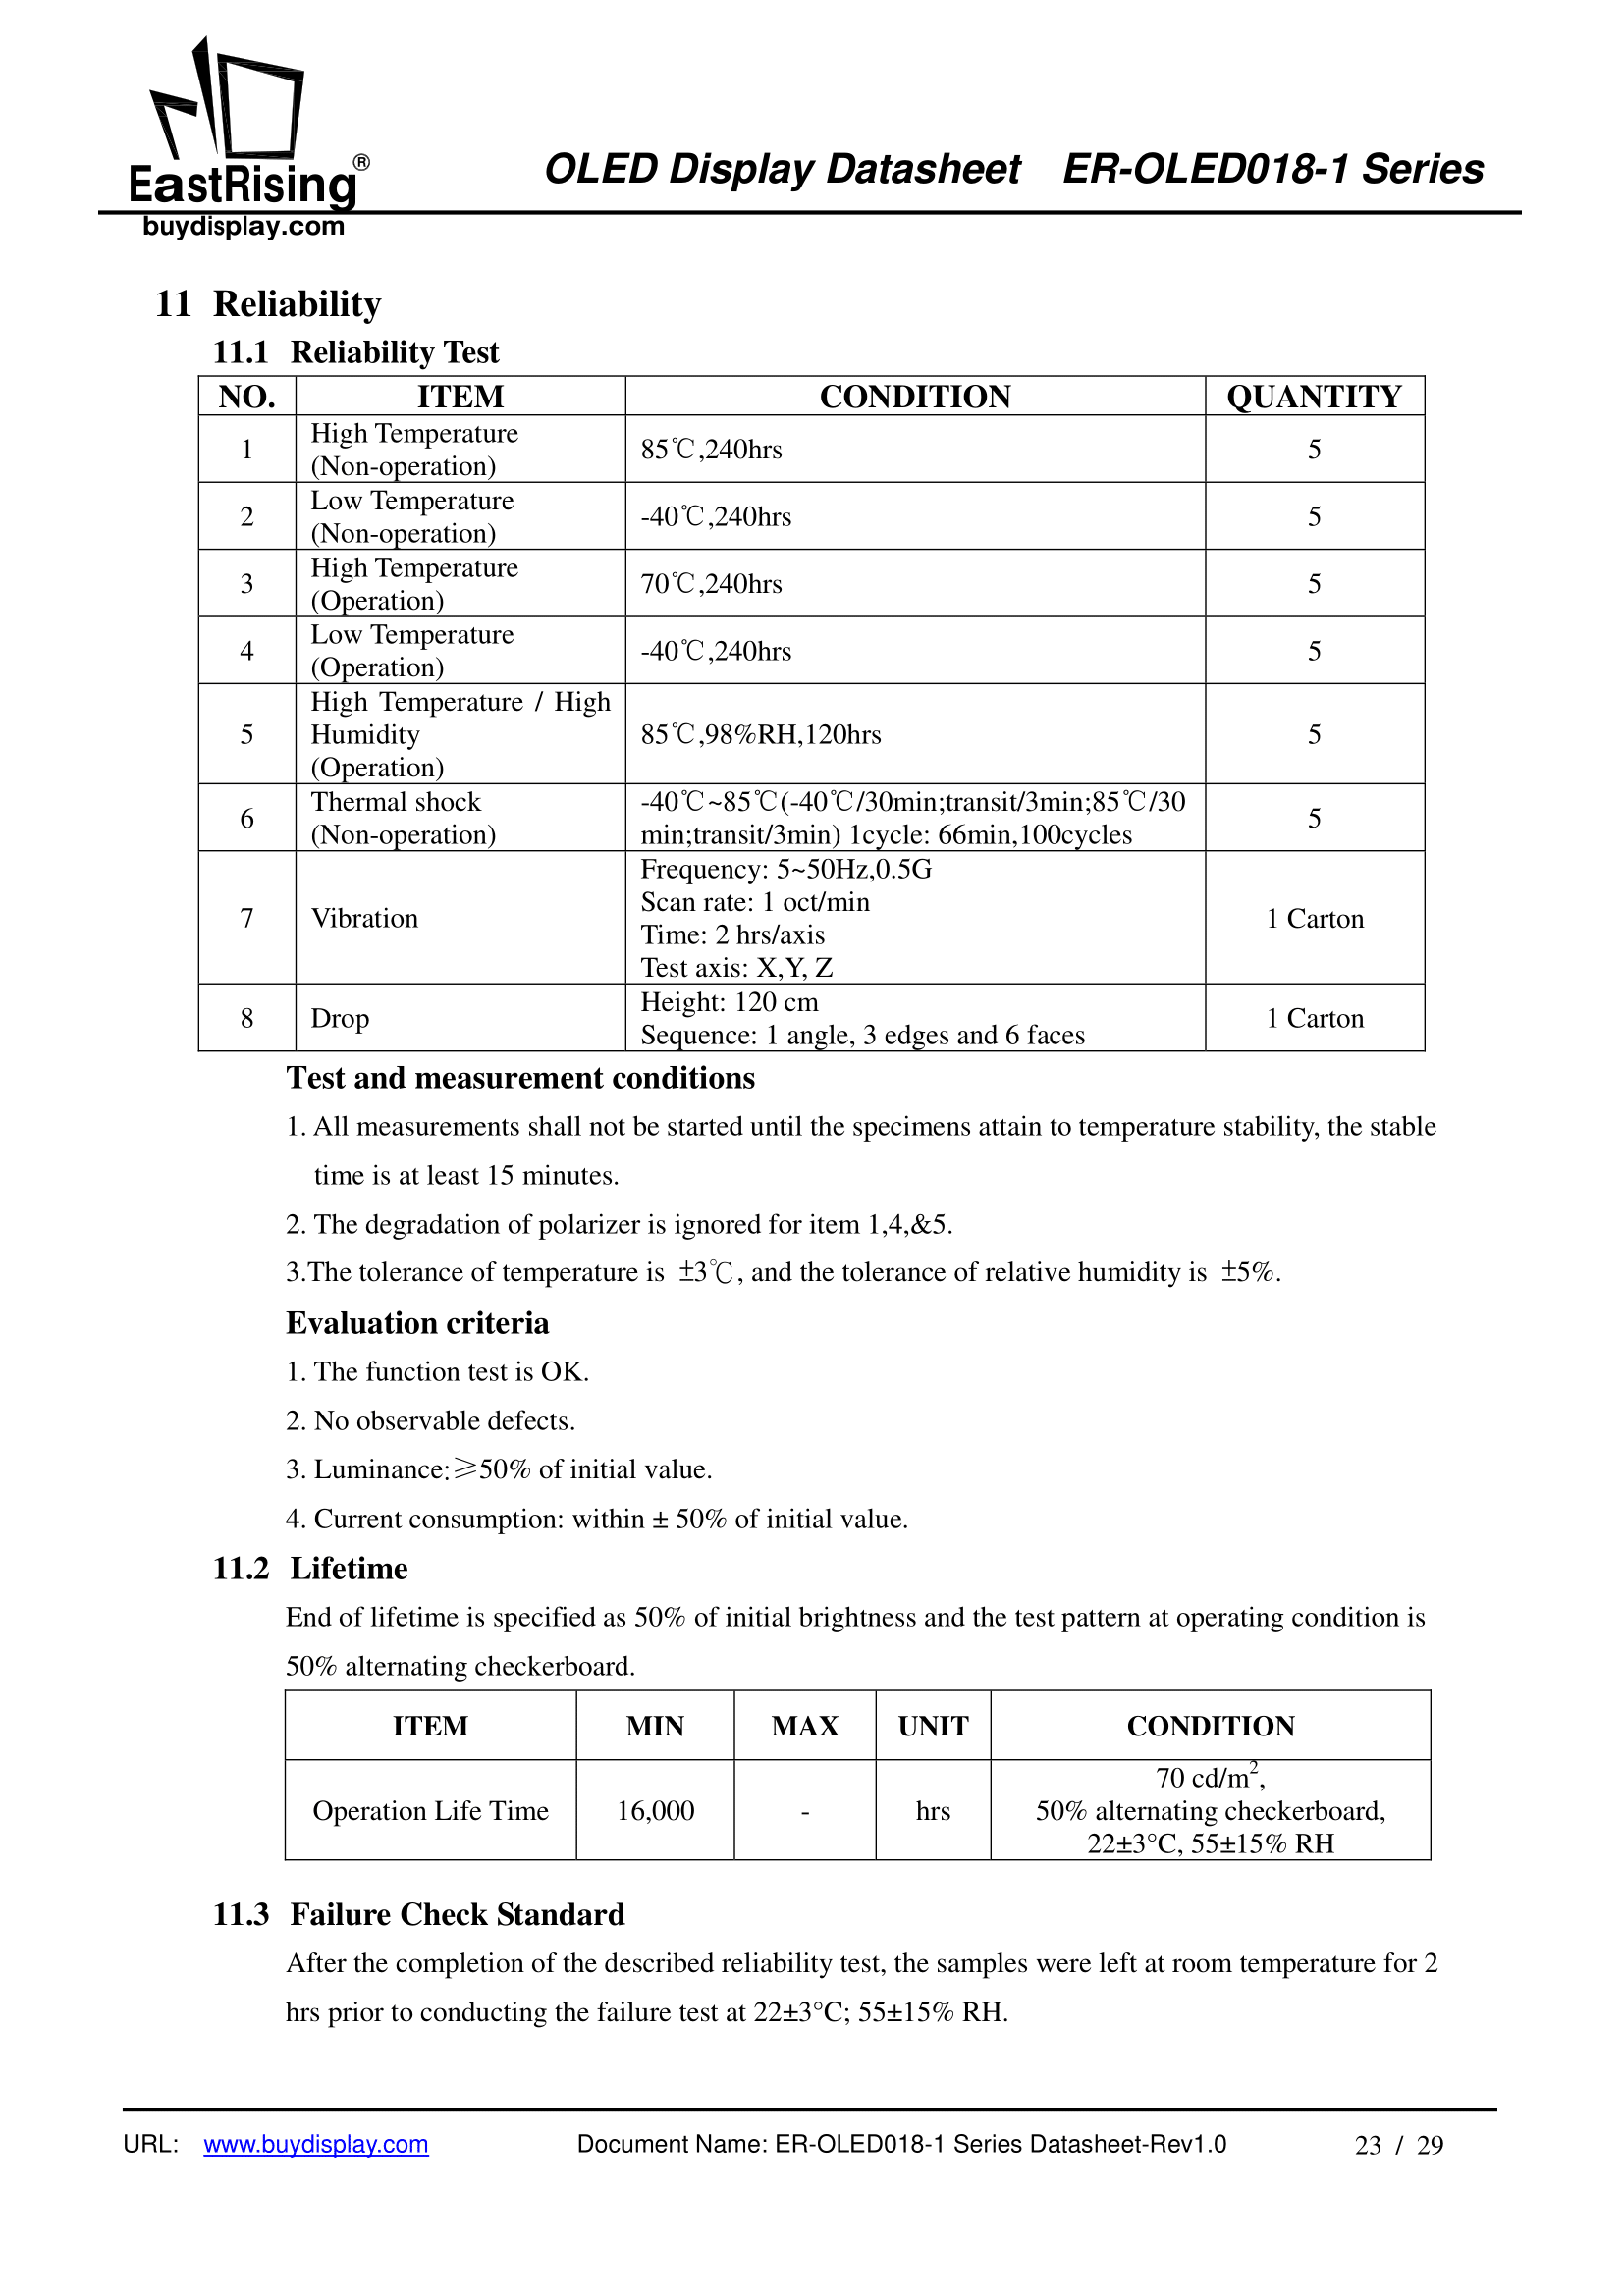 EastRising®
buydisplay.com
OLED Display Datasheet ER-OLED018-1 Series
11 Reliability
11.1 Reliability Test
NO. ITEM CONDITION QUANTITY
1 High Temperature (Non-operation) 85℃,240hrs 5
2 Low Temperature (Non-operation) -40℃,240hrs 5
3 High Temperature (Operation) 70℃,240hrs 5
4 Low Temperature (Operation) -40℃,240hrs 5
5 High Temperature / High Humidity (Operation) 85℃,98%RH,120hrs 5
6 Thermal shock (Non-operation) -40℃~85℃(-40℃/30min;transit/3min;85℃/30min;transit/3min) 1cycle: 66min,100cycles 5
7 Vibration Frequency: 5~50Hz,0.5G
Scan rate: 1 oct/min
Time: 2 hrs/axis
Test axis: X,Y, Z
1 Carton
8 Drop Height: 120 cm
Sequence: 1 angle, 3 edges and 6 faces
1 Carton
Test and measurement conditions
1. All measurements shall not be started until the specimens attain to temperature stability, the stable
time is at least 15 minutes.
2. The degradation of polarizer is ignored for item 1,4,&5.
3.The tolerance of temperature is ±3℃, and the tolerance of relative humidity is ±5%.
Evaluation criteria
1. The function test is OK.
2. No observable defects.
3. Luminance:≥50% of initial value.
4. Current consumption: within ± 50% of initial value.
11.2 Lifetime
End of lifetime is specified as 50% of initial brightness and the test pattern at operating condition is
50% alternating checkerboard.
ITEM MIN MAX UNIT CONDITION
Operation Life Time 16,000 - hrs 70 cd/m²,
50% alternating checkerboard,
22±3°C, 55±15% RH
11.3 Failure Check Standard
After the completion of the described reliability test, the samples were left at room temperature for 2
hrs prior to conducting the failure test at 22±3°C; 55±15% RH.
URL: www.buydisplay.com Document Name: ER-OLED018-1 Series Datasheet-Rev1.0 23 / 29